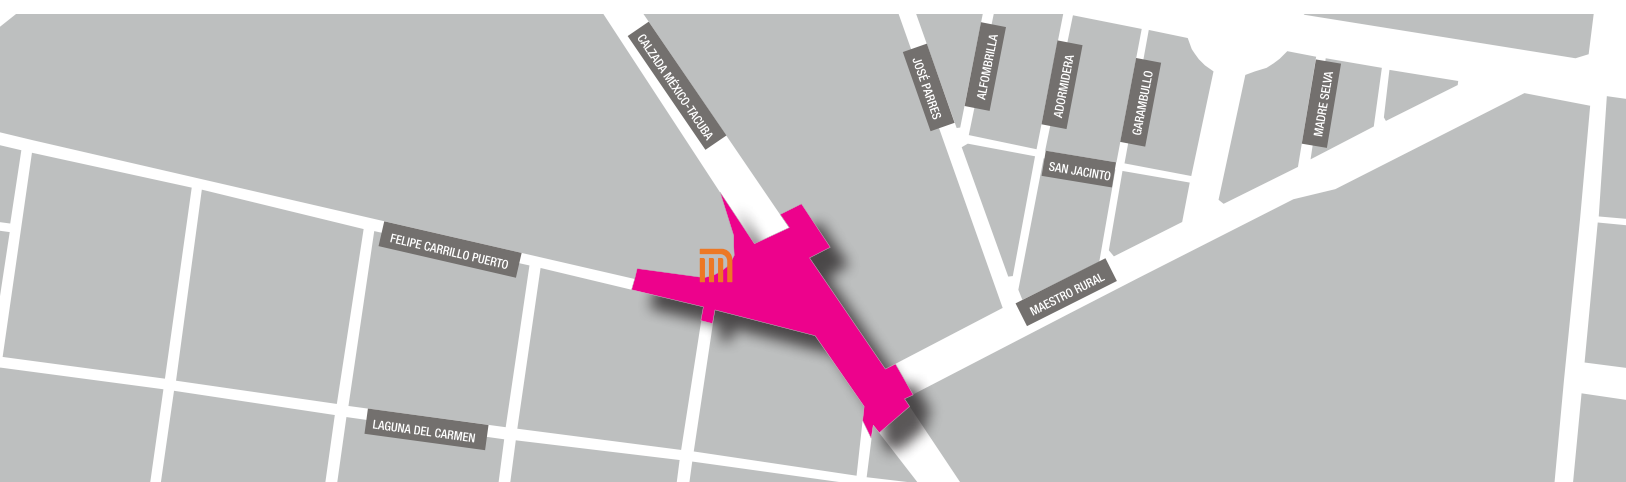 CALZADA MÉXICO-TACUBA
JOSÉ PARRES
ALFOMBRILLA
ADORMIDERA
GARAMBULLO
MADRE SELVA
SAN JACINTO
FELIPE CARRILLO PUERTO
MAESTRO RURAL
LAGUNA DEL CARMEN